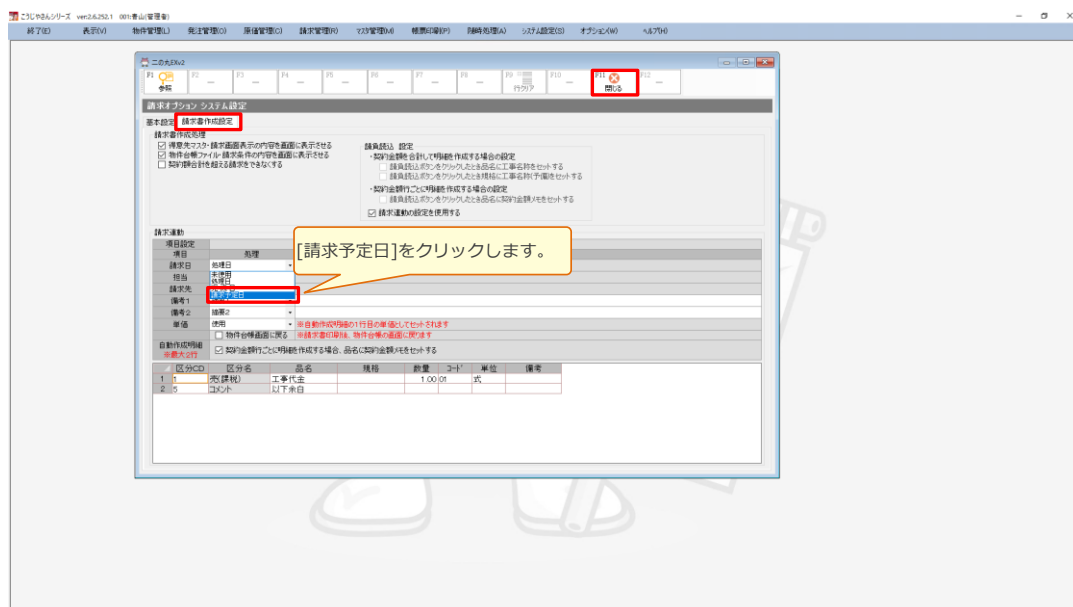 こうじやさんシリーズ ver:2.6.252.1 001:青山(管理者)
終了(E) 表示(V) 物件管理(L) 発注管理(O) 原価管理(C) 請求管理(R) マスタ管理(M) 帳票印刷(P) 随時処理(A) システム設定(S) オプション(W) ヘルプ(H)
二の丸EXv2
F1 F2 F3 F4 F5 F6 F7 F8 F9 F10 F11 F12
参照 行クリア 閉じる
請求オプション システム設定
基本設定 請求書作成設定
請求書作成処理
得意先マスタ・請求画面表示の内容を画面に表示させる
物件台帳ファイル・請求条件の内容を画面に表示させる
契約額合計を超える請求をできなくする
請負読込 設定
・契約金額を合計して明細を作成する場合の設定
請負読込ボタンをクリックしたとき品名に工事名称をセットする
請負読込ボタンをクリックしたとき規格に工事名称(予備)をセットする
・契約金額行ごとに明細を作成する場合の設定
請負読込ボタンをクリックしたとき品名に契約金額メモをセットする
請求連動の設定を使用する
請求連動
項目設定
項目 処理
請求日 処理日
担当 未使用
処理日
請求先
請求予定日
備考1
備考2 摘要2
単価 使用 ※自動作成明細の1行目の単価としてセットされます
物件台帳画面に戻る ※請求書印刷後、物件台帳の画面に戻ります
自動作成明細
※最大2行
契約金額行ごとに明細を作成する場合、品名に契約金額メモをセットする
[請求予定日]をクリックします。
区分CD 区分名 品名 規格 数量 コード 単位 備考
1 1 売(課税) 工事代金 1.00 01 式
2 5 コメント 以下余白